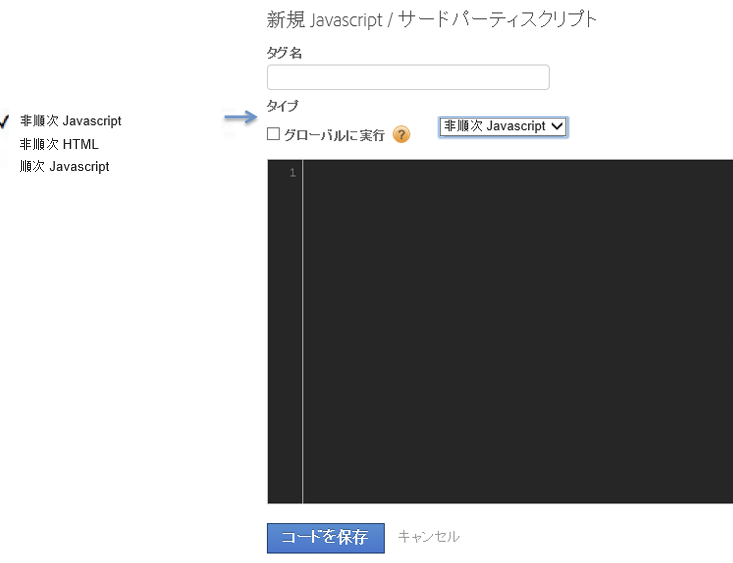 新規 Javascript / サードパーティスクリプト
タグ名
タイプ
グローバルに実行 ?
非順次 Javascript
非順次 Javascript
非順次 HTML
順次 Javascript
1
コードを保存 キャンセル